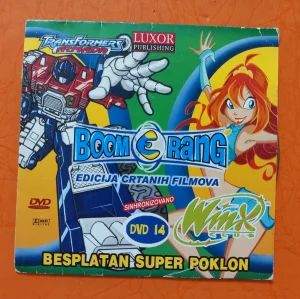 TRANSFORMERS
ARMADA
LUXOR
PUBLISHING
BOOMERANG
EDICIJA CRTANIH FILMOVA
SINHRONIZOVANO
DVD 14
DVD
Winx
CLUB
BESPLATAN SUPER POKLON